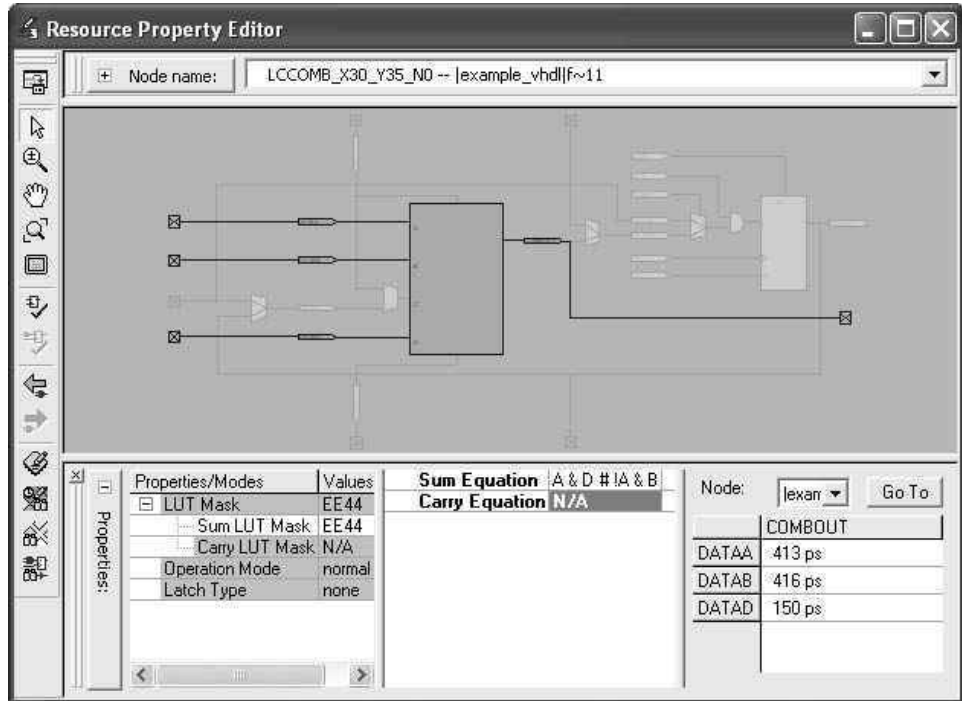 Resource Property Editor
Node name: LCCOMB_X30_Y35_N0 -- |example_vhdl|f~11
Properties:
Properties/Modes Values
LUT Mask EE44
Sum LUT Mask EE44
Carry LUT Mask N/A
Operation Mode normal
Latch Type none
Sum Equation A & D # !A & B
Carry Equation N/A
Node: |exam Go To
COMBOUT
DATAA 413 ps
DATAB 416 ps
DATAD 150 ps